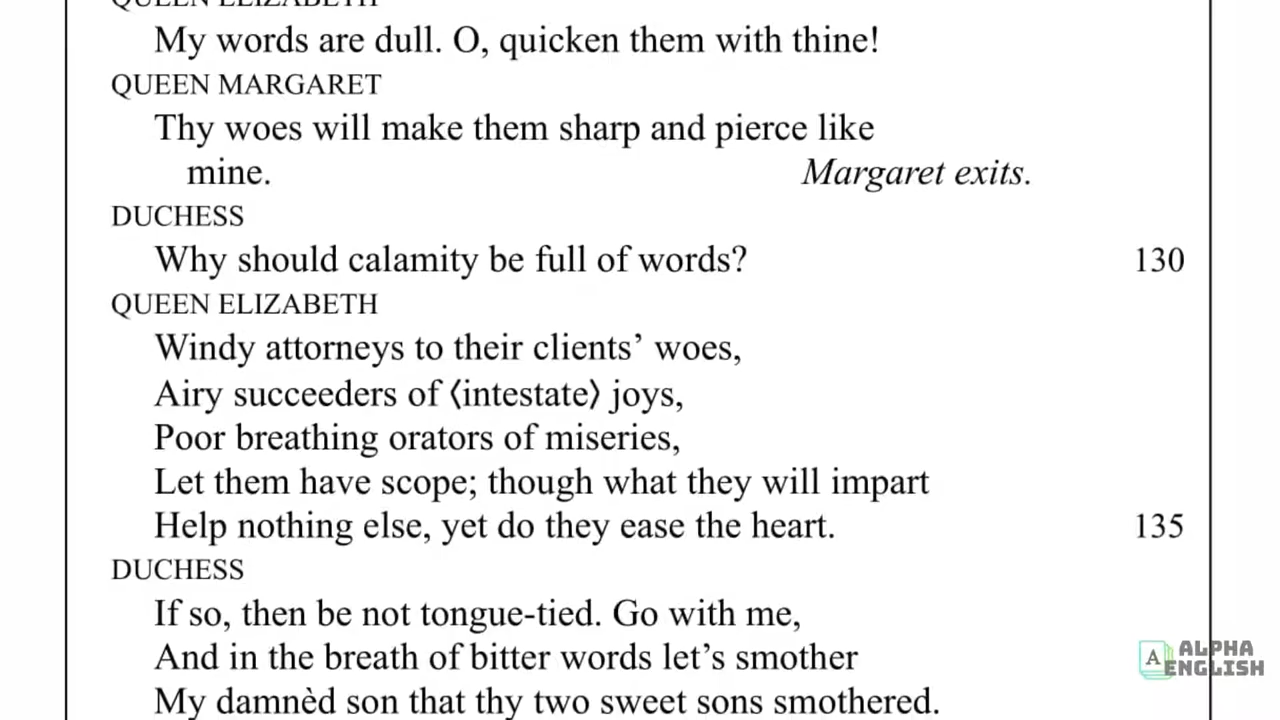 QUEEN ELIZABETH
My words are dull. O, quicken them with thine!
QUEEN MARGARET
Thy woes will make them sharp and pierce like
mine. Margaret exits.
DUCHESS
Why should calamity be full of words? 130
QUEEN ELIZABETH
Windy attorneys to their clients’ woes,
Airy succeeders of ⟨intestate⟩ joys,
Poor breathing orators of miseries,
Let them have scope; though what they will impart
Help nothing else, yet do they ease the heart. 135
DUCHESS
If so, then be not tongue-tied. Go with me,
And in the breath of bitter words let’s smother
My damnèd son that thy two sweet sons smothered.
A ALPHA
ENGLISH